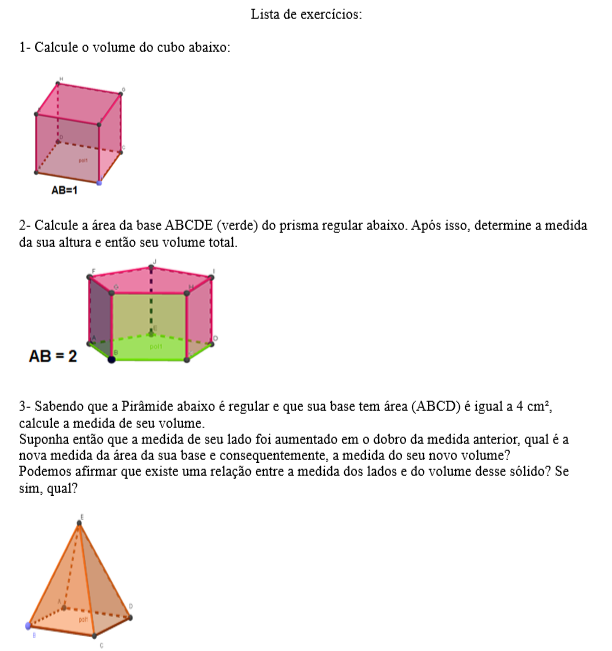 Lista de exercícios:
1- Calcule o volume do cubo abaixo:
AB=1
2- Calcule a área da base ABCDE (verde) do prisma regular abaixo. Após isso, determine a medida
da sua altura e então seu volume total.
F
J
I
G
H
E
D
B
AB = 2
3- Sabendo que a Pirâmide abaixo é regular e que sua base tem área (ABCD) é igual a 4 cm²,
calcule a medida de seu volume.
Suponha então que a medida de seu lado foi aumentado em o dobro da medida anterior, qual é a
nova medida da área da sua base e consequentemente, a medida do seu novo volume?
Podemos afirmar que existe uma relação entre a medida dos lados e do volume desse sólido? Se
sim, qual?
E
A
D
B
C